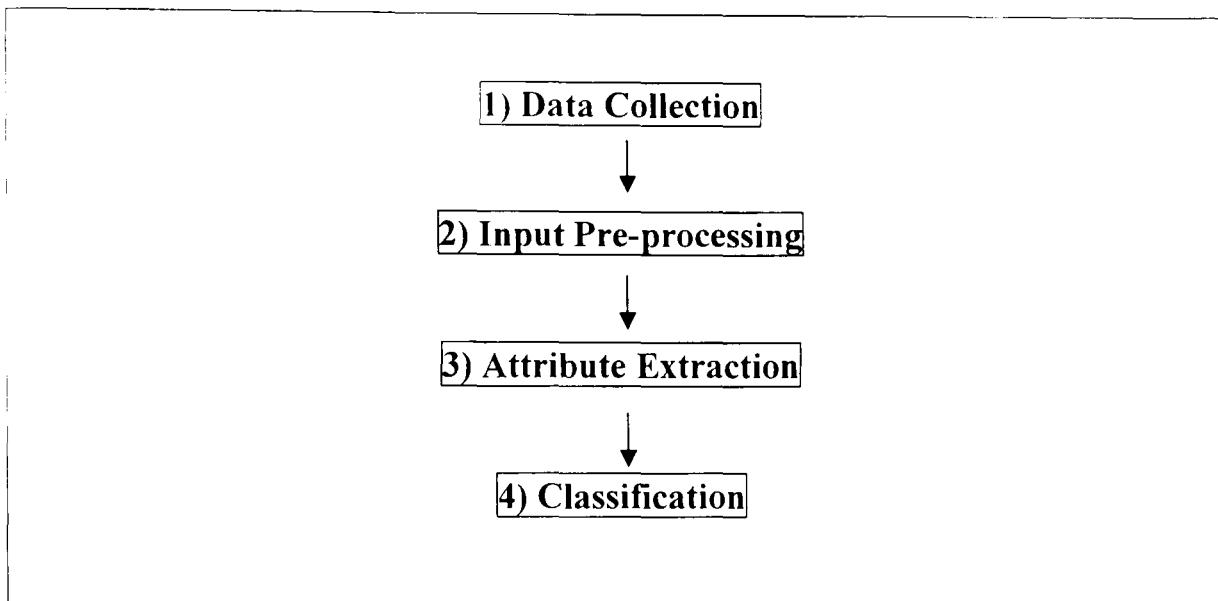 1) Data Collection
2) Input Pre-processing
3) Attribute Extraction
4) Classification